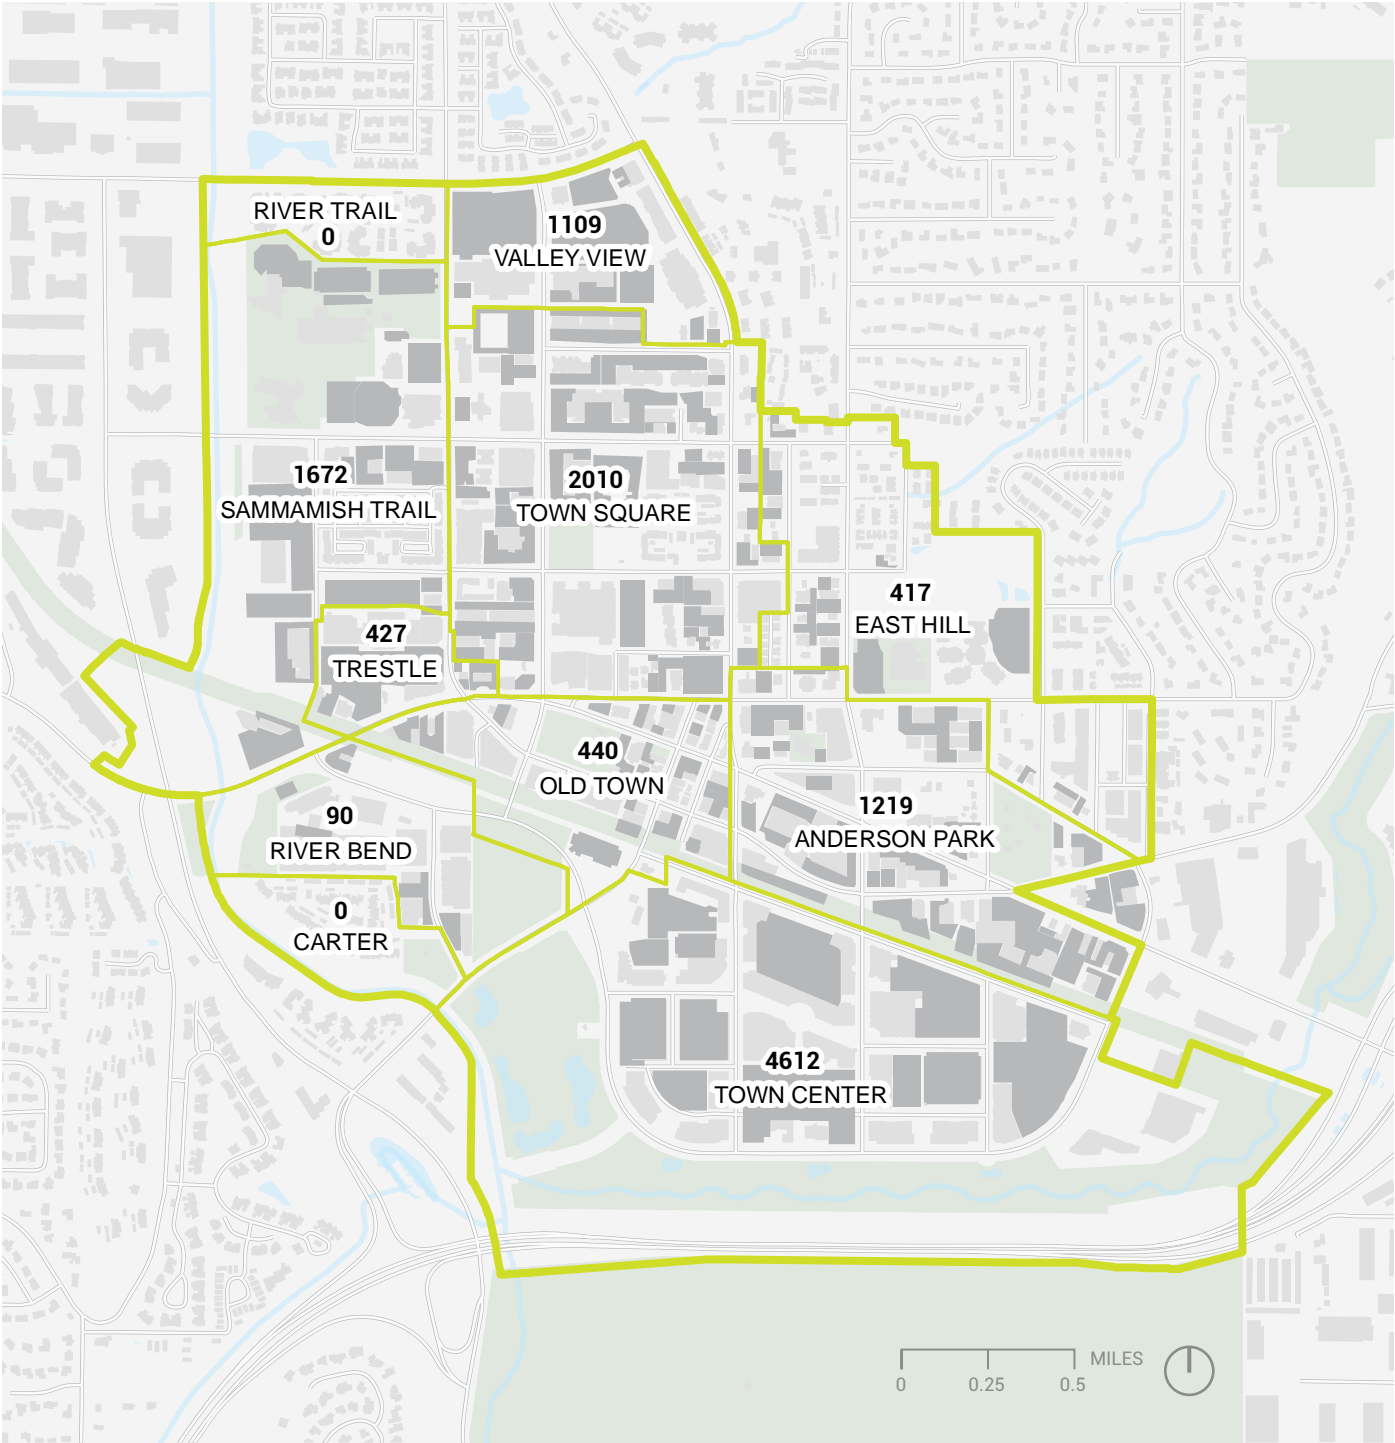 RIVER TRAIL
0
1109
VALLEY VIEW
1672
SAMMAMISH TRAIL
2010
TOWN SQUARE
417
EAST HILL
427
TRESTLE
440
OLD TOWN
90
RIVER BEND
1219
ANDERSON PARK
0
CARTER
4612
TOWN CENTER
MILES
0 0.25 0.5